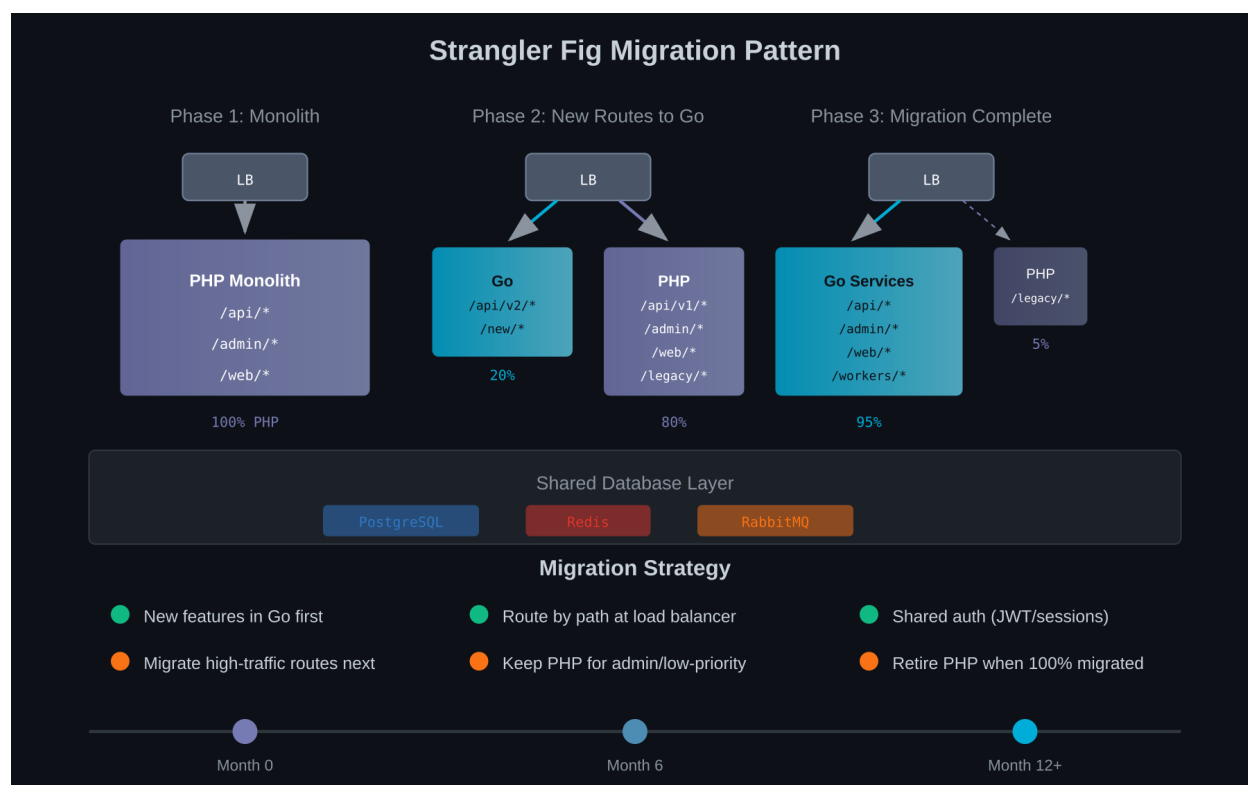 Strangler Fig Migration Pattern
Phase 1: Monolith
Phase 2: New Routes to Go
Phase 3: Migration Complete
LB
LB
LB
PHP Monolith
/api/*
/admin/*
/web/*
100% PHP
Go
/api/v2/*
/new/*
20%
PHP
/api/v1/*
/admin/*
/web/*
/legacy/*
80%
Go Services
/api/*
/admin/*
/web/*
/workers/*
95%
PHP
/legacy/*
5%
Shared Database Layer
PostgreSQL
Redis
RabbitMQ
Migration Strategy
New features in Go first
Route by path at load balancer
Shared auth (JWT/sessions)
Migrate high-traffic routes next
Keep PHP for admin/low-priority
Retire PHP when 100% migrated
Month 0
Month 6
Month 12+